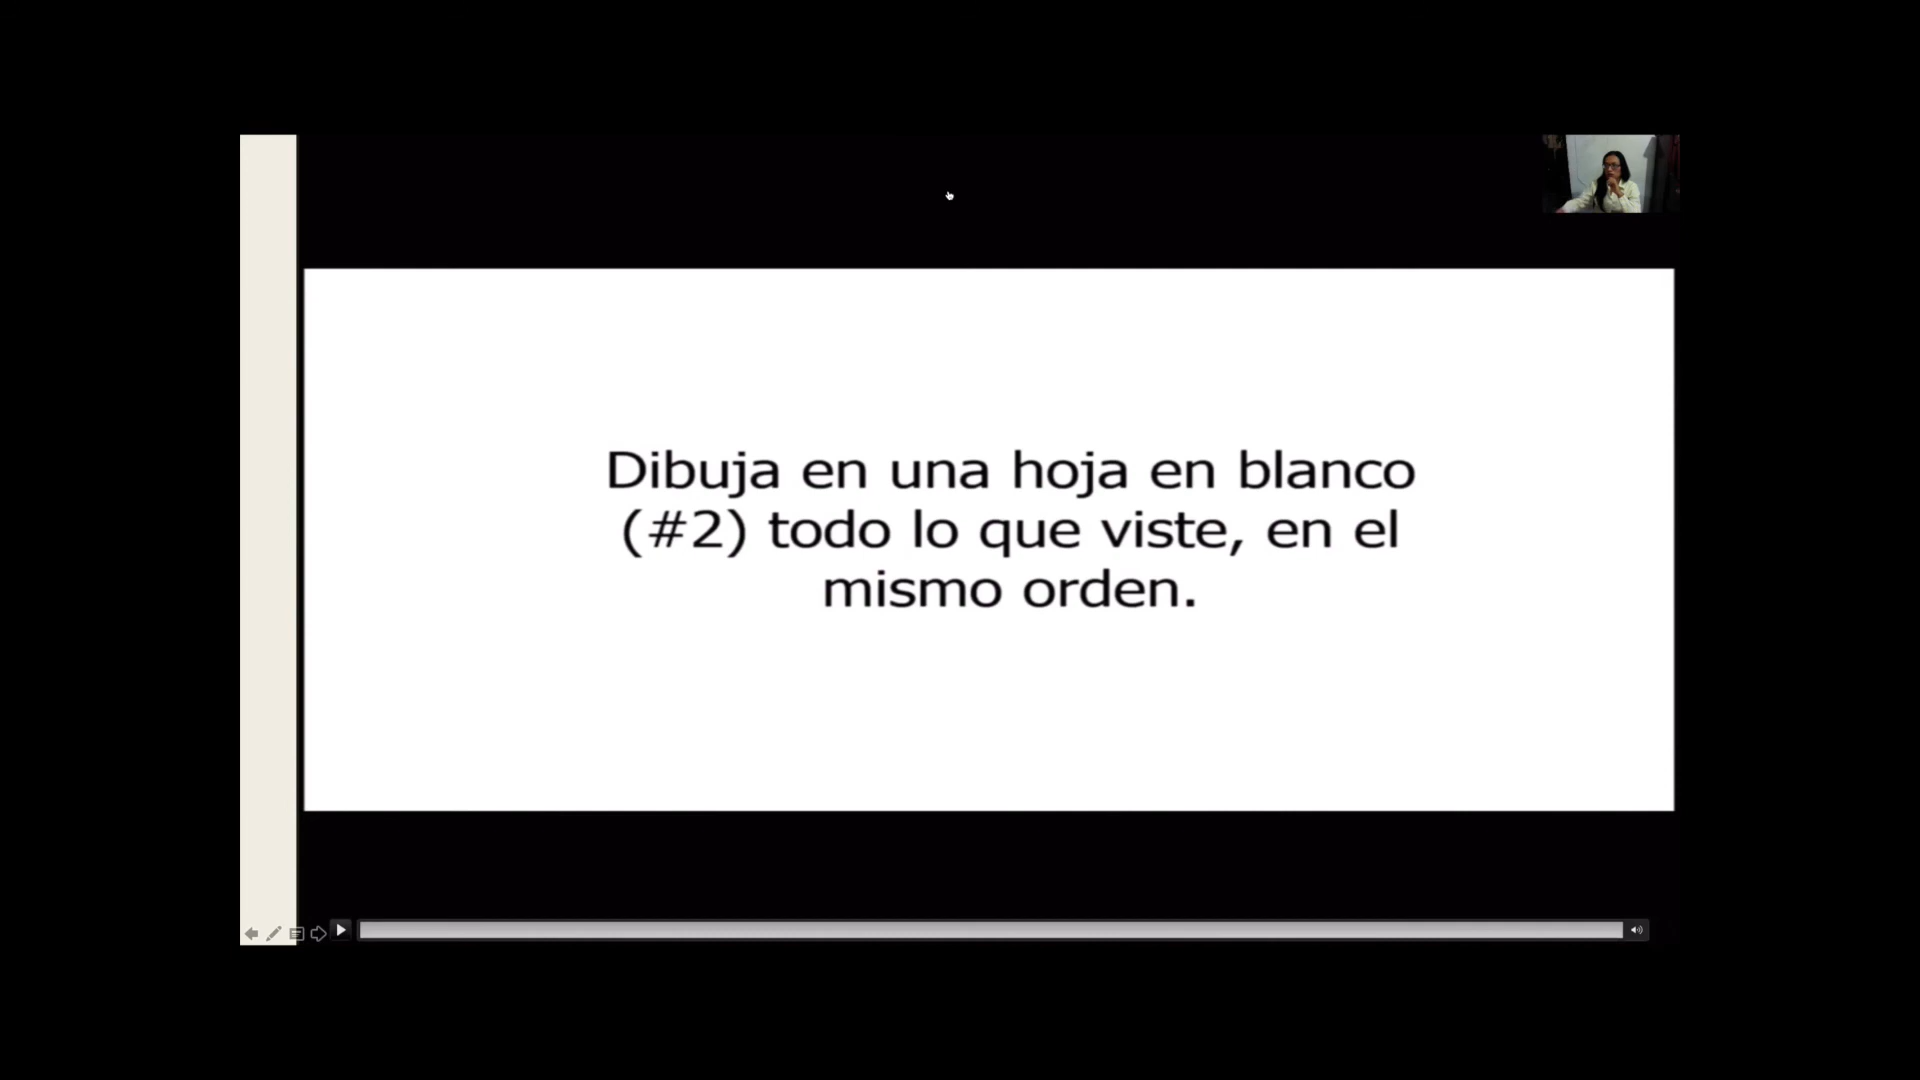 Dibuja en una hoja en blanco
(#2) todo lo que viste, en el
mismo orden.